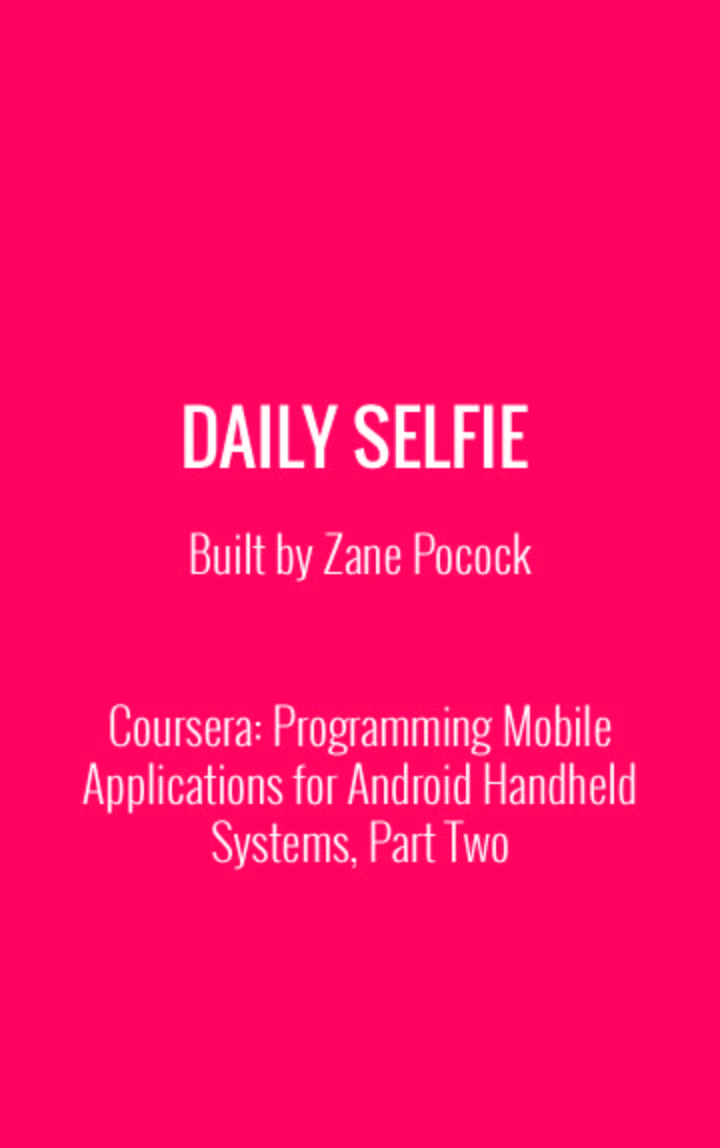 DAILY SELFIE
Built by Zane Pocock
Coursera: Programming Mobile
Applications for Android Handheld
Systems, Part Two